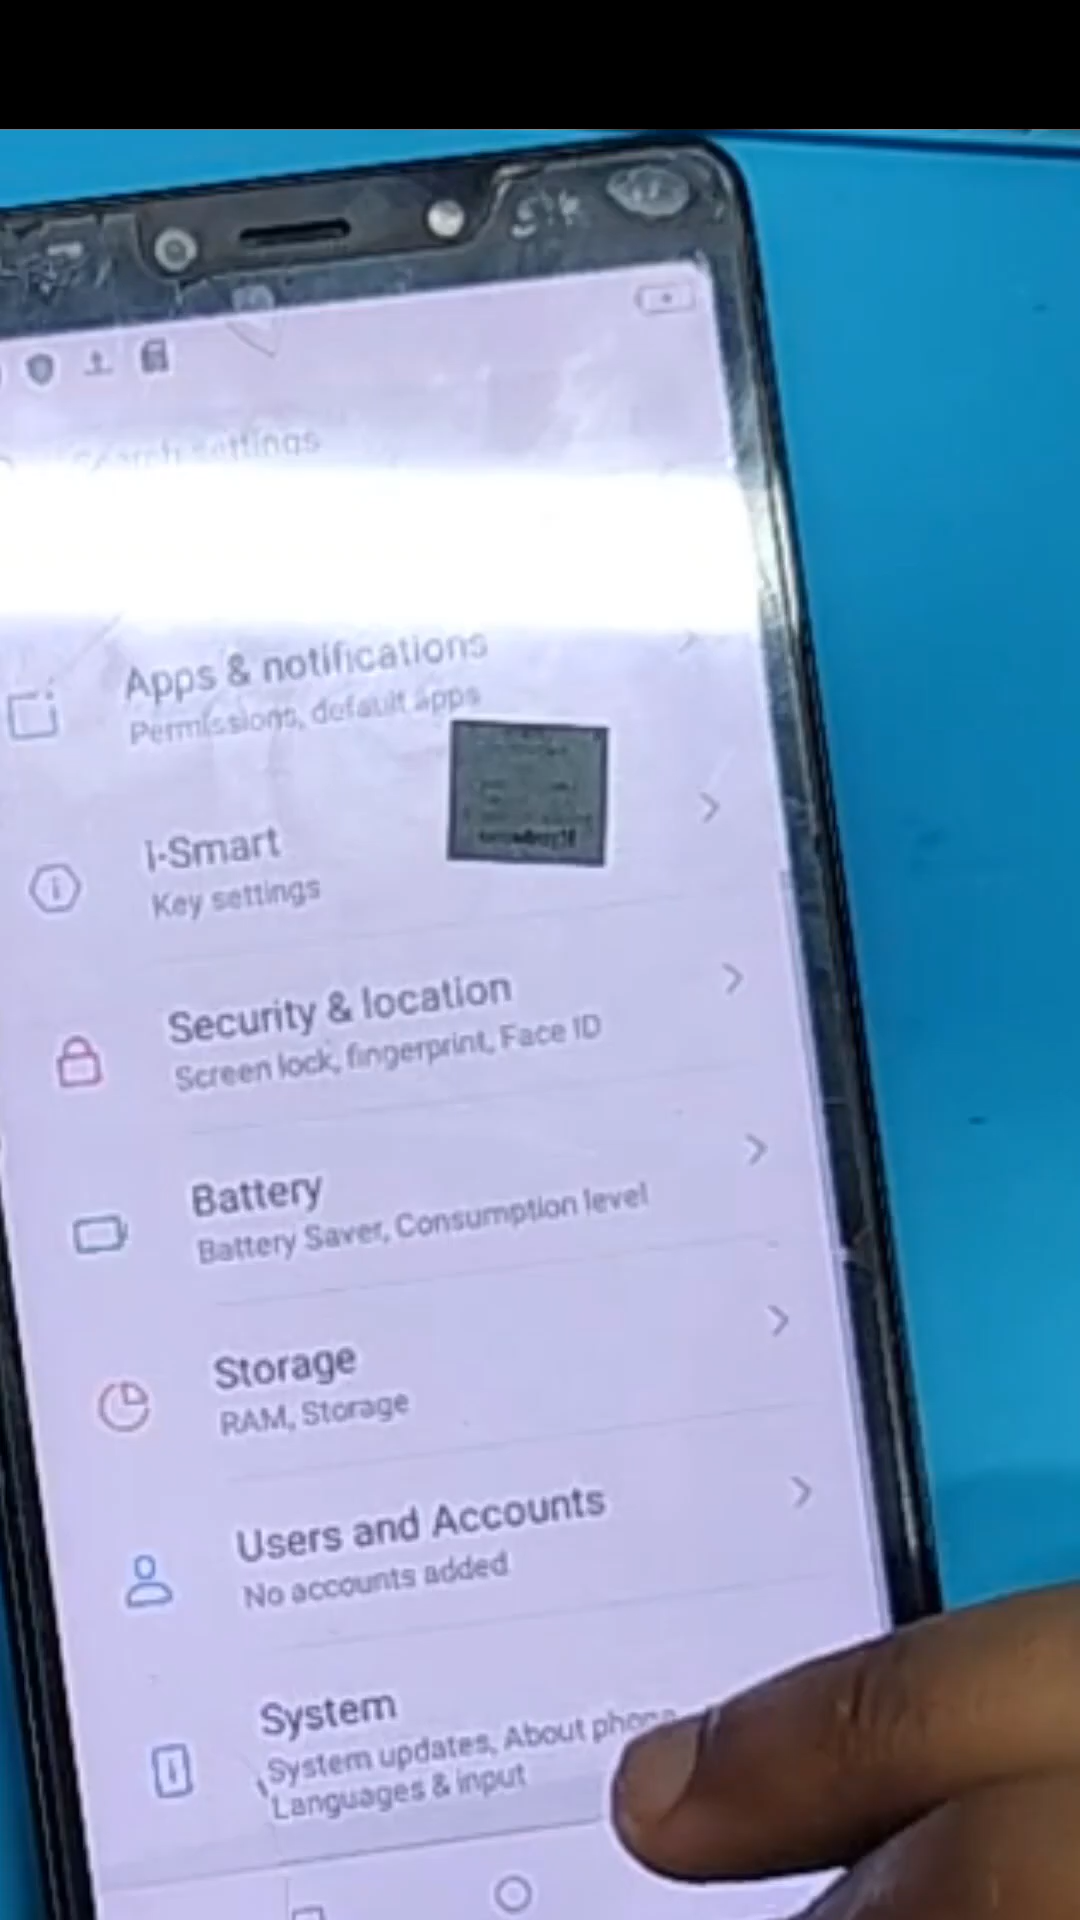 Search settings
Apps & notifications
Permissions, default apps
i-Smart
Key settings
Security & location
Screen lock, fingerprint, Face ID
Battery
Battery Saver, Consumption level
Storage
RAM, Storage
Users and Accounts
No accounts added
System
System updates, About phone
Languages & input